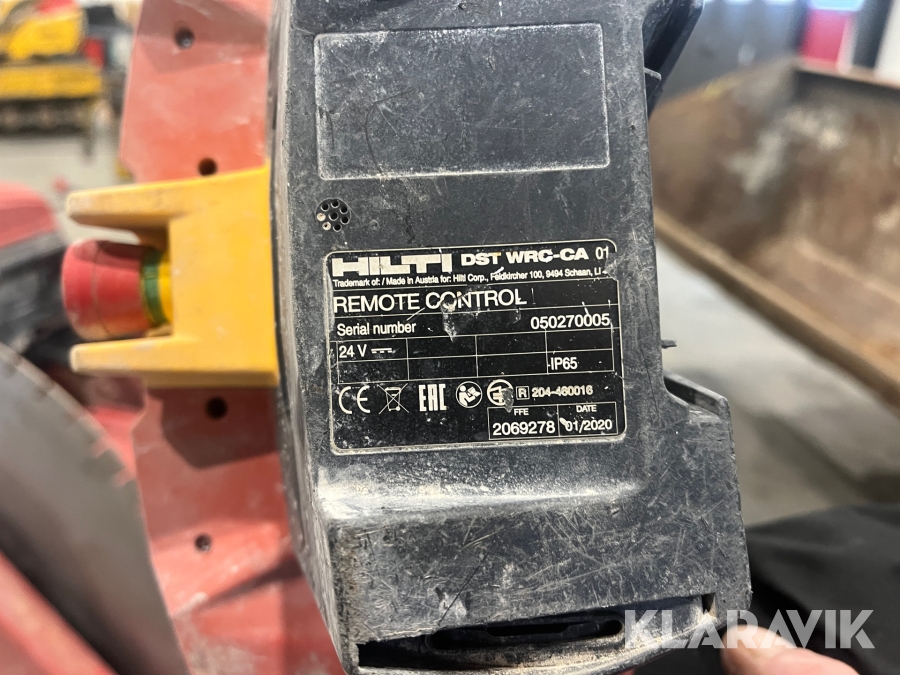 HILTI DST WRC-CA 01
Trademark of: / Made in Austria for: Hilti Corp., Feldkircher 100, 9494 Schaan, LI
REMOTE CONTROL
Serial number 050270005
24 V
IP65
CE EAC R 204-460016
FFE DATE
2069278 01/2020
KLARAVIK